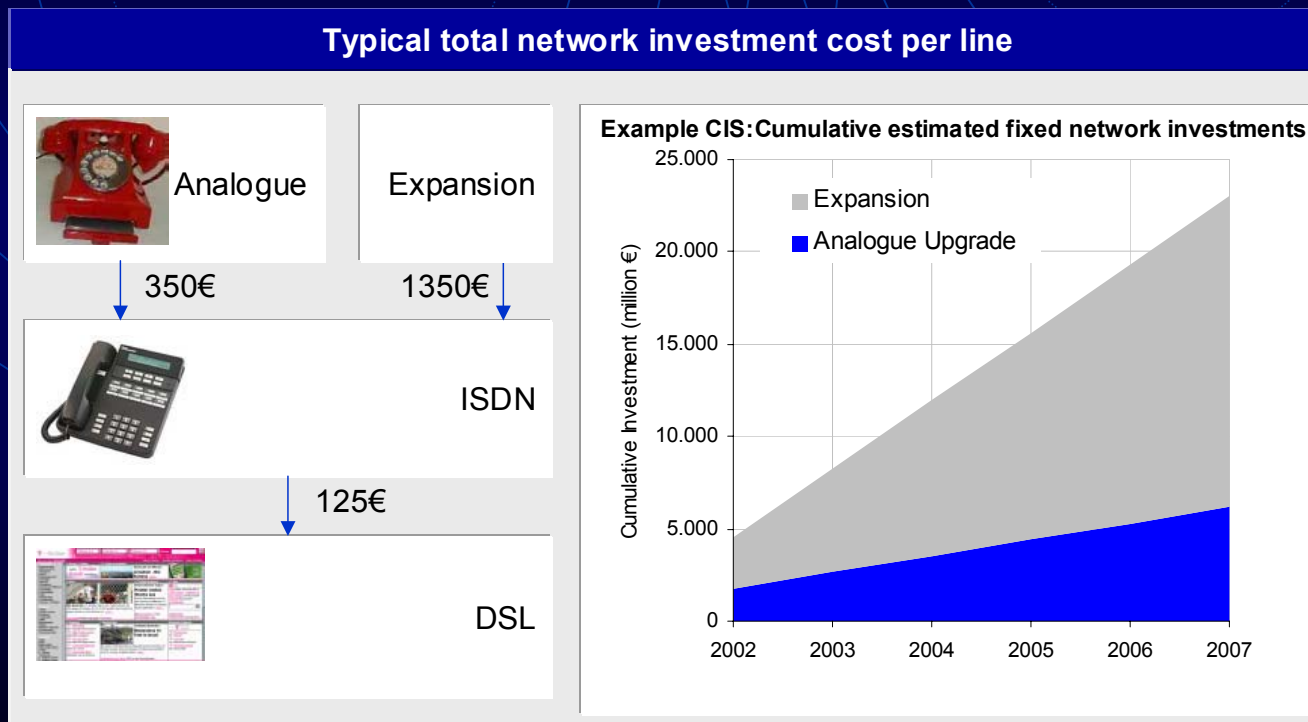 Typical total network investment cost per line
Analogue
Expansion
350€
1350€
ISDN
125€
DSL
Example CIS:Cumulative estimated fixed network investments
Cumulative Investment (million €)
25.000
20.000
15.000
10.000
5.000
0
Expansion
Analogue Upgrade
2002
2003
2004
2005
2006
2007